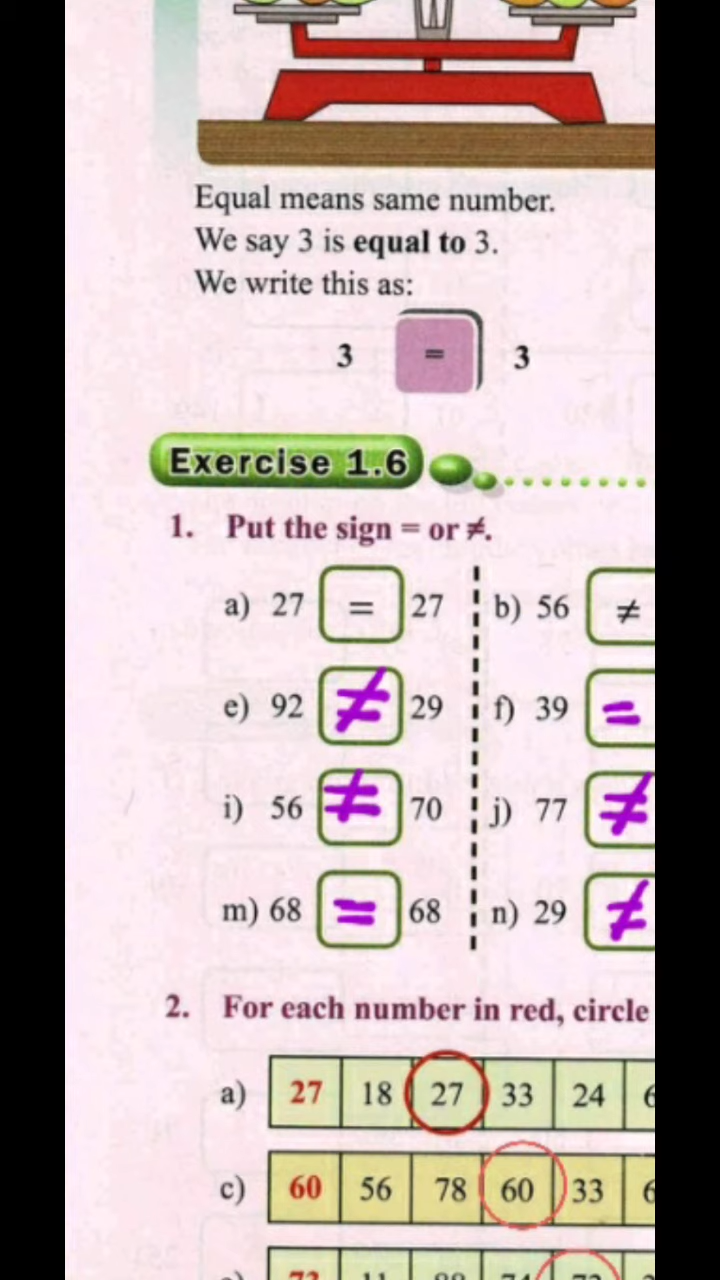 Equal means same number.
We say 3 is equal to 3.
We write this as:
3 = 3
Exercise 1.6
1. Put the sign = or ≠.
a) 27 = 27 b) 56 ≠
e) 92 ≠ 29 f) 39 =
i) 56 ≠ 70 j) 77 ≠
m) 68 = 68 n) 29 ≠
2. For each number in red, circle
a) 27 18 27 33 24
c) 60 56 78 60 33